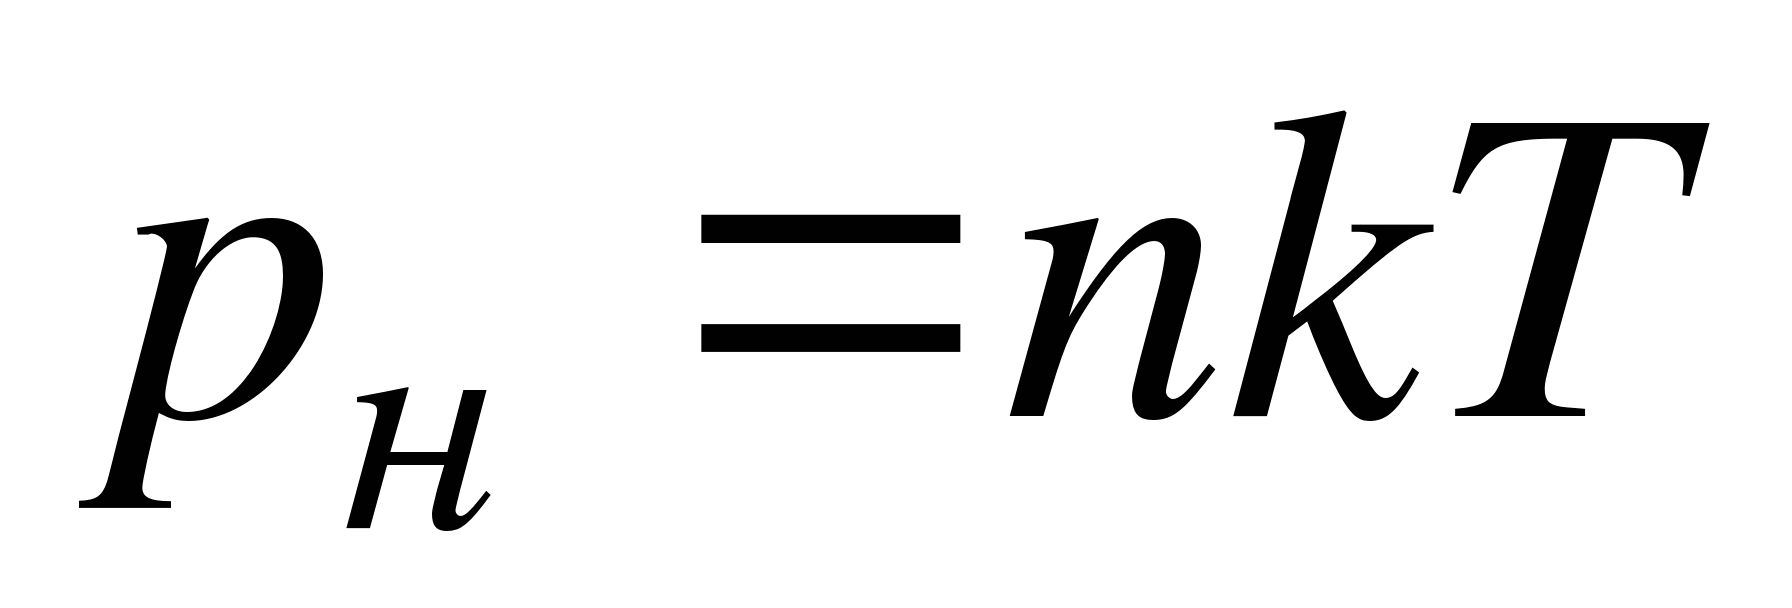 pн = nkT